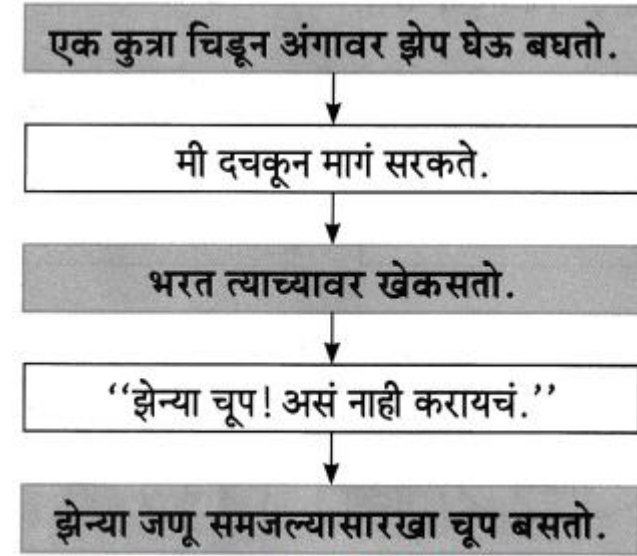 एक कुत्रा चिडून अंगावर झेप घेऊ बघतो.
मी दचकून मागं सरकते.
भरत त्याच्यावर खेकसतो.
‘‘झेन्या चूप! असं नाही करायचं.’’
झेन्या जणू समजल्यासारखा चूप बसतो.